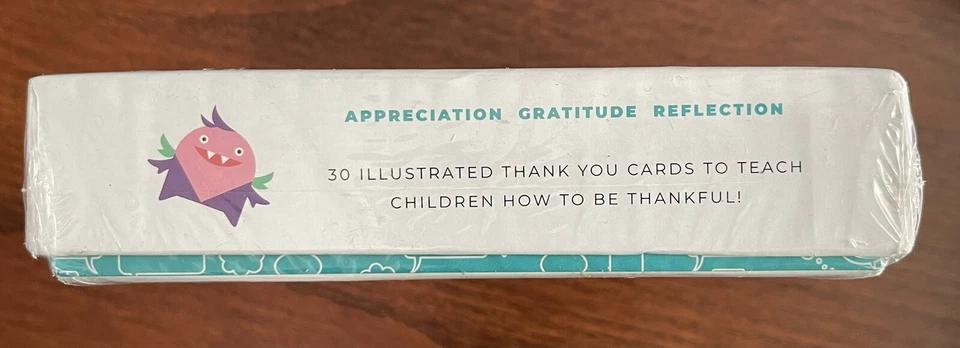 APPRECIATION GRATITUDE REFLECTION
30 ILLUSTRATED THANK YOU CARDS TO TEACH
CHILDREN HOW TO BE THANKFUL!